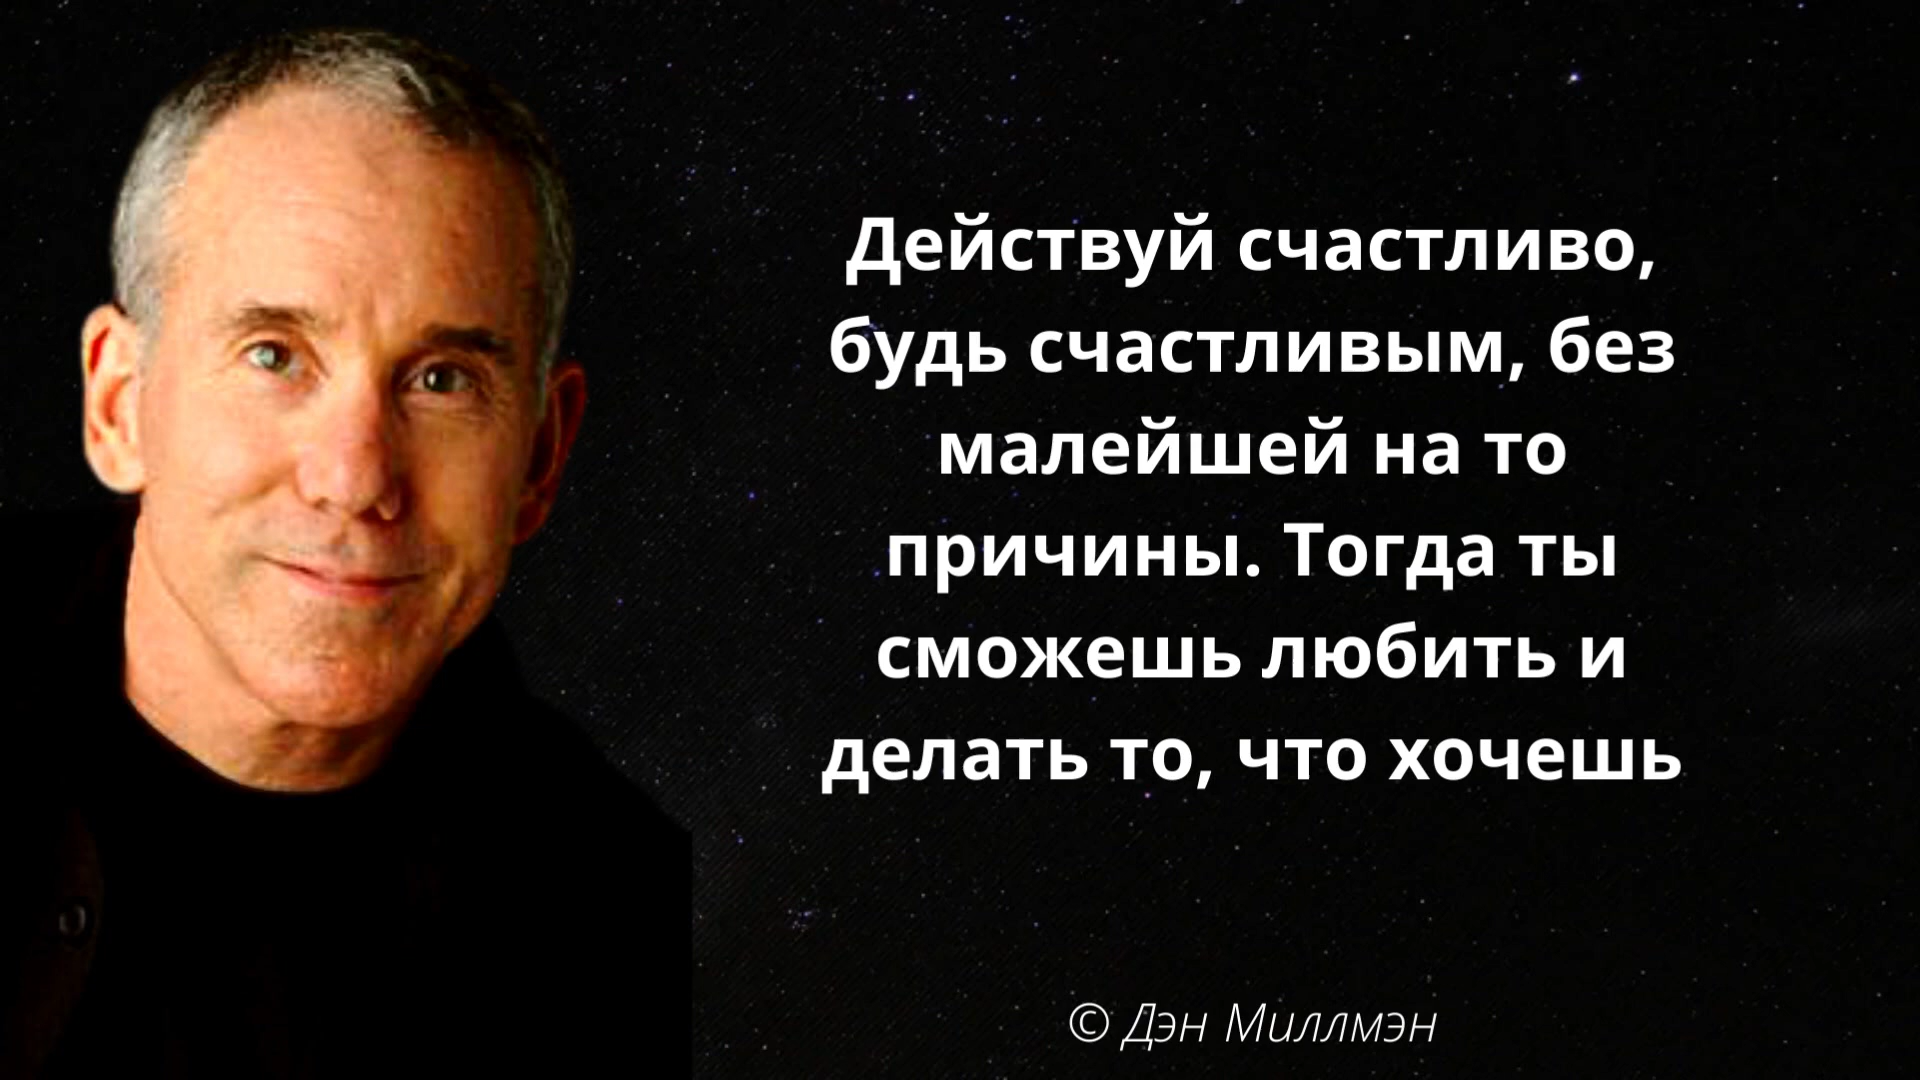 Действуй счастливо,
будь счастливым, без
малейшей на то
причины. Тогда ты
сможешь любить и
делать то, что хочешь
© Дэн Миллмэн